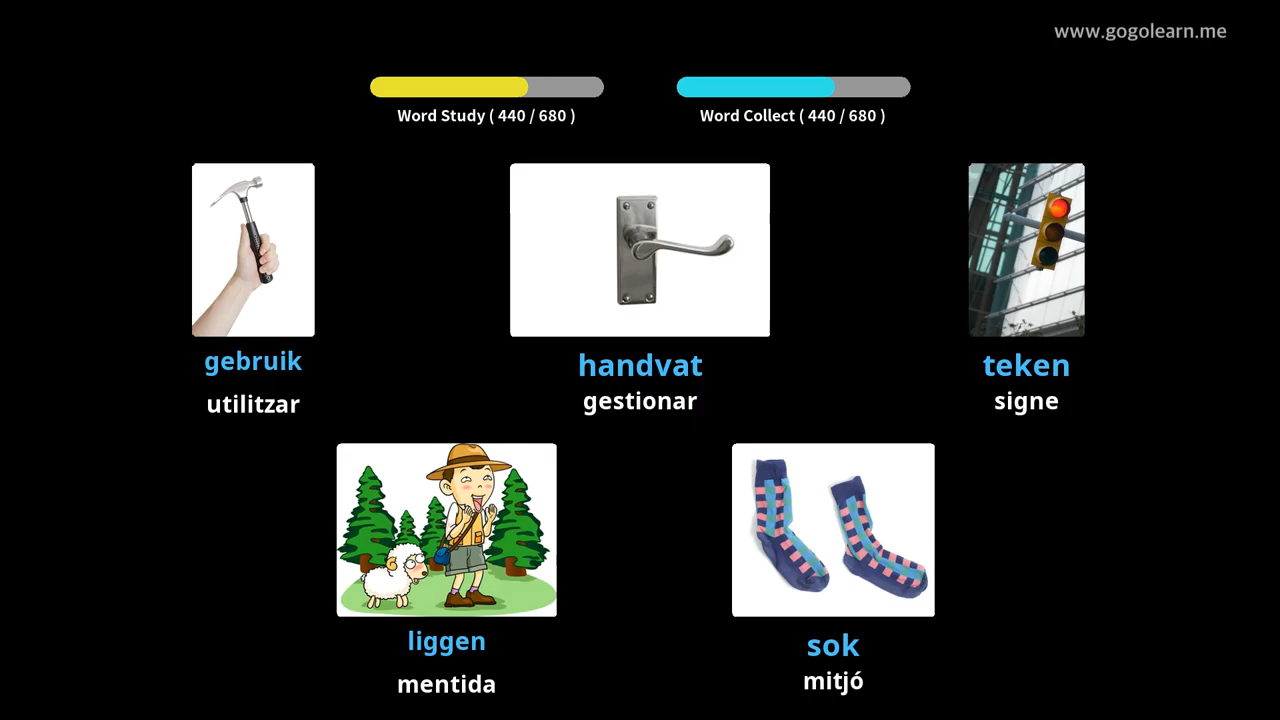 www.gogolearn.me
Word Study ( 440 / 680 )
Word Collect ( 440 / 680 )
gebruik
utilitzar
handvat
gestionar
teken
signe
liggen
mentida
sok
mitjó